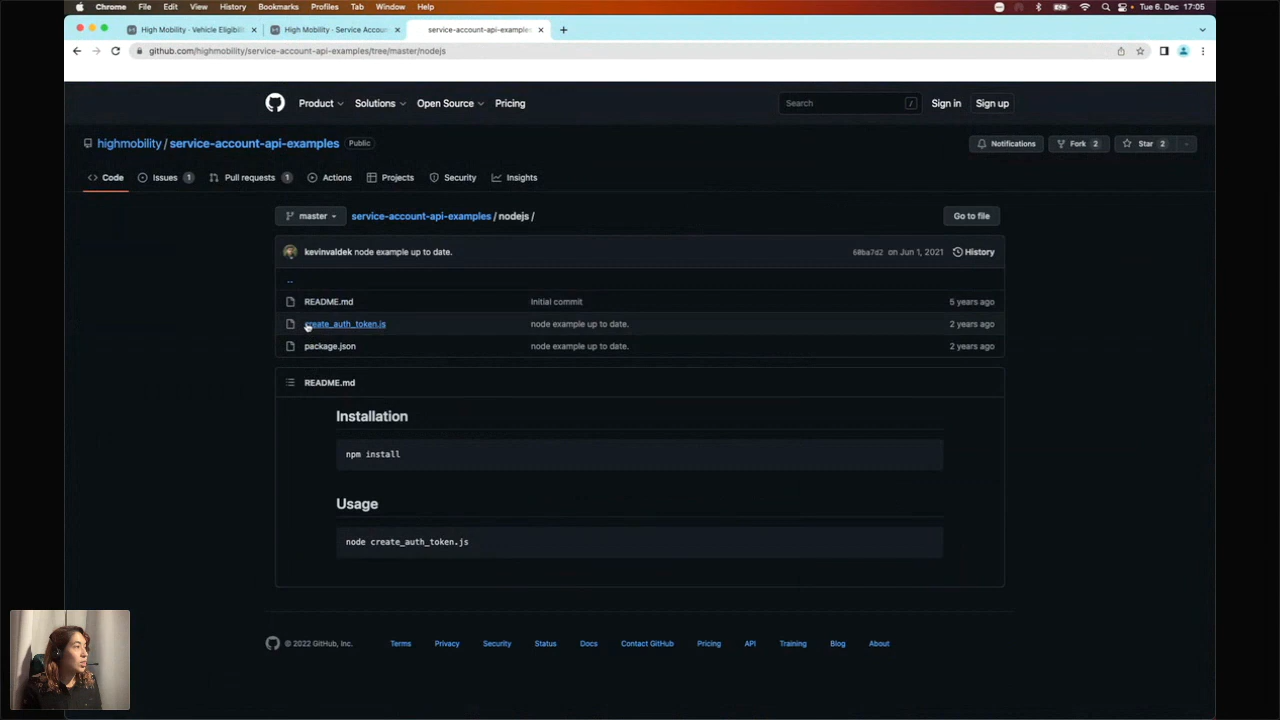 Chrome File Edit View History Bookmarks Profiles Tab Window Help Tue 6. Dec 17:05
High Mobility - Vehicle Eligibili High Mobility - Service Accoun service-account-api-examples
github.com/highmobility/service-account-api-examples/tree/master/nodejs
Product Solutions Open Source Pricing Search / Sign in Sign up
highmobility / service-account-api-examples Public Notifications Fork 2 Star 2
Code Issues 1 Pull requests 1 Actions Projects Security Insights
master service-account-api-examples / nodejs / Go to file
kevinvaldek node example up to date. 60ba7d2 on Jun 1, 2021 History
..
README.md Initial commit 5 years ago
create_auth_token.js node example up to date. 2 years ago
package.json node example up to date. 2 years ago
README.md
Installation
npm install
Usage
node create_auth_token.js
© 2022 GitHub, Inc. Terms Privacy Security Status Docs Contact GitHub Pricing API Training Blog About